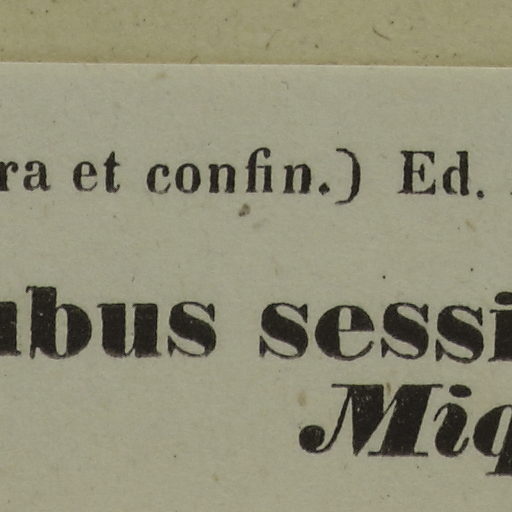 ra et confin.) Ed.
ubus sessi
Miq